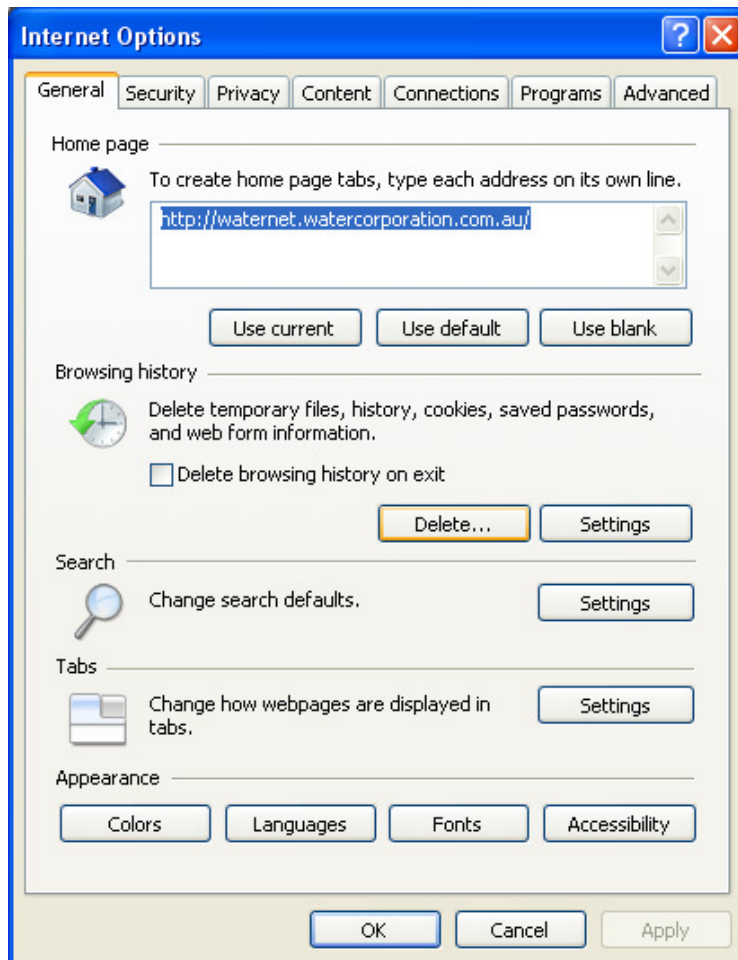 Internet Options
?
General Security Privacy Content Connections Programs Advanced
Home page
To create home page tabs, type each address on its own line.
http://waternet.watercorporation.com.au/
Use current Use default Use blank
Browsing history
Delete temporary files, history, cookies, saved passwords,
and web form information.
Delete browsing history on exit
Delete... Settings
Search
Change search defaults. Settings
Tabs
Change how webpages are displayed in
tabs.
Settings
Appearance
Colors Languages Fonts Accessibility
OK Cancel Apply